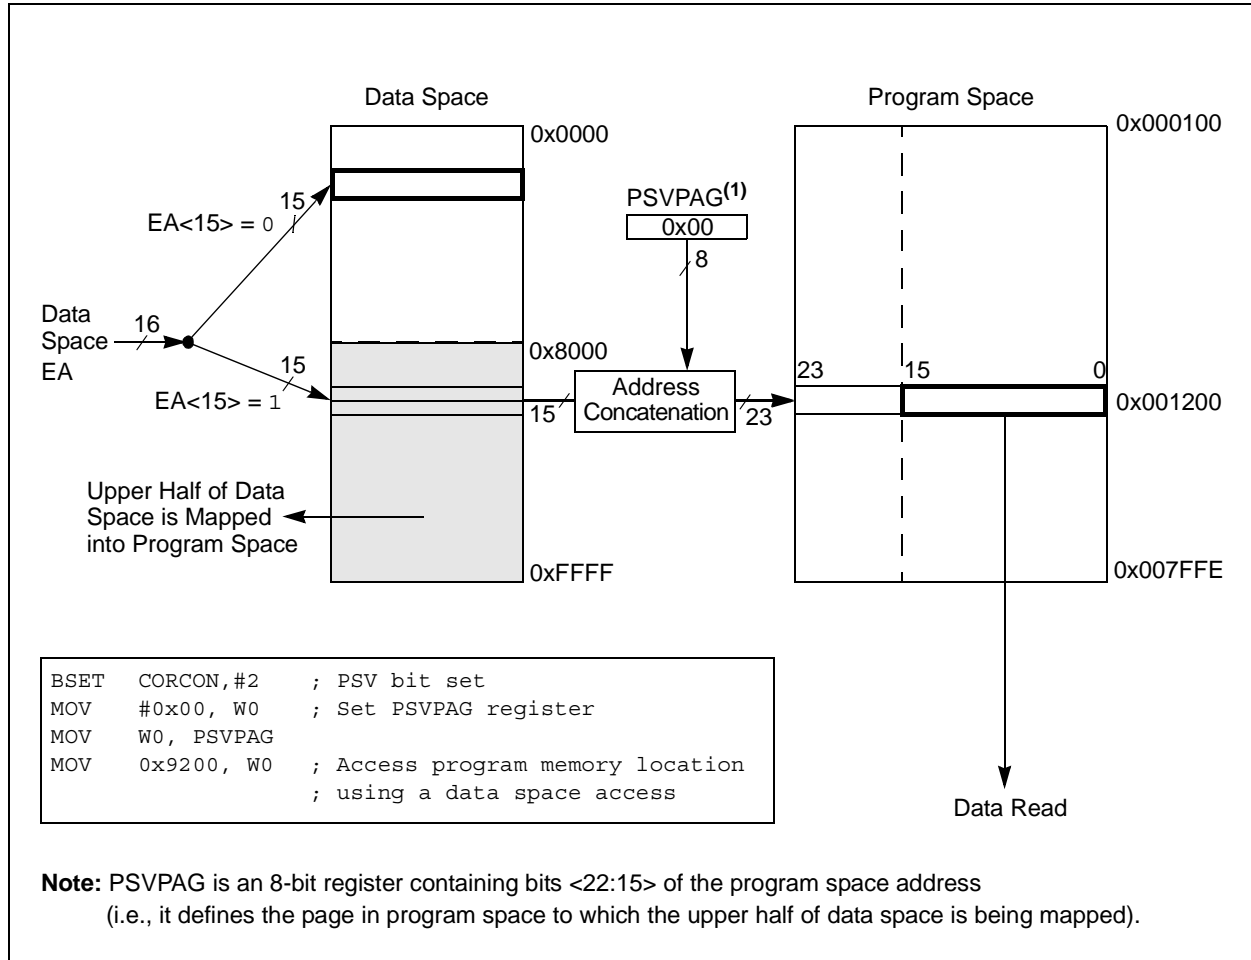 Data Space
Program Space
0x0000
0x000100
15
EA<15> = 0
PSVPAG(1)
0x00
8
Data
Space
EA
16
0x8000
15
EA<15> = 1
15
Address
Concatenation
23
23
15
0
0x001200
Upper Half of Data
Space is Mapped
into Program Space
0xFFFF
0x007FFE
BSET CORCON,#2 ; PSV bit set
MOV #0x00, W0 ; Set PSVPAG register
MOV W0, PSVPAG
MOV 0x9200, W0 ; Access program memory location
; using a data space access
Data Read
Note: PSVPAG is an 8-bit register containing bits <22:15> of the program space address
(i.e., it defines the page in program space to which the upper half of data space is being mapped).